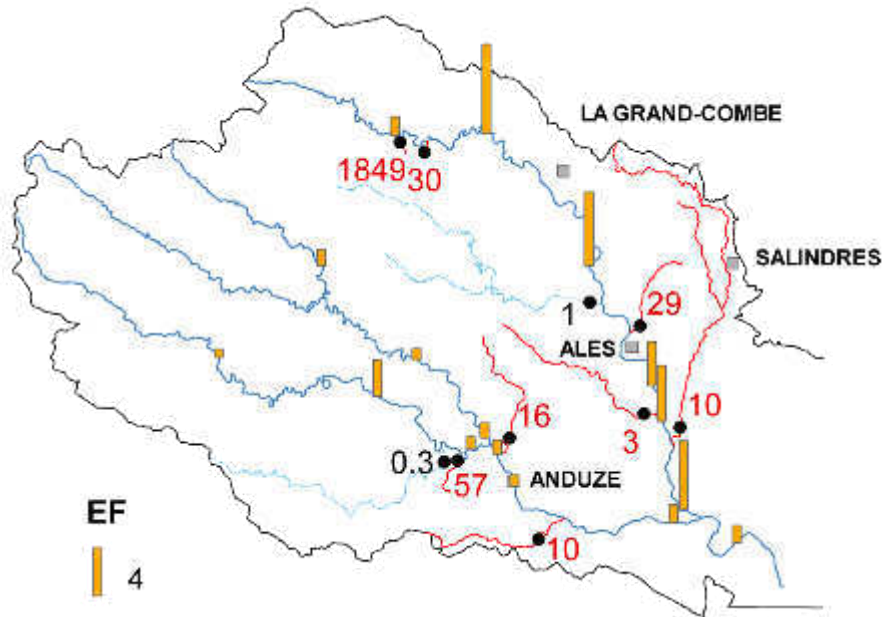 LA GRAND-COMBE
1849
30
SALINDRES
1
29
ALES
10
16
3
0.3
57
ANDUZE
EF
10
4